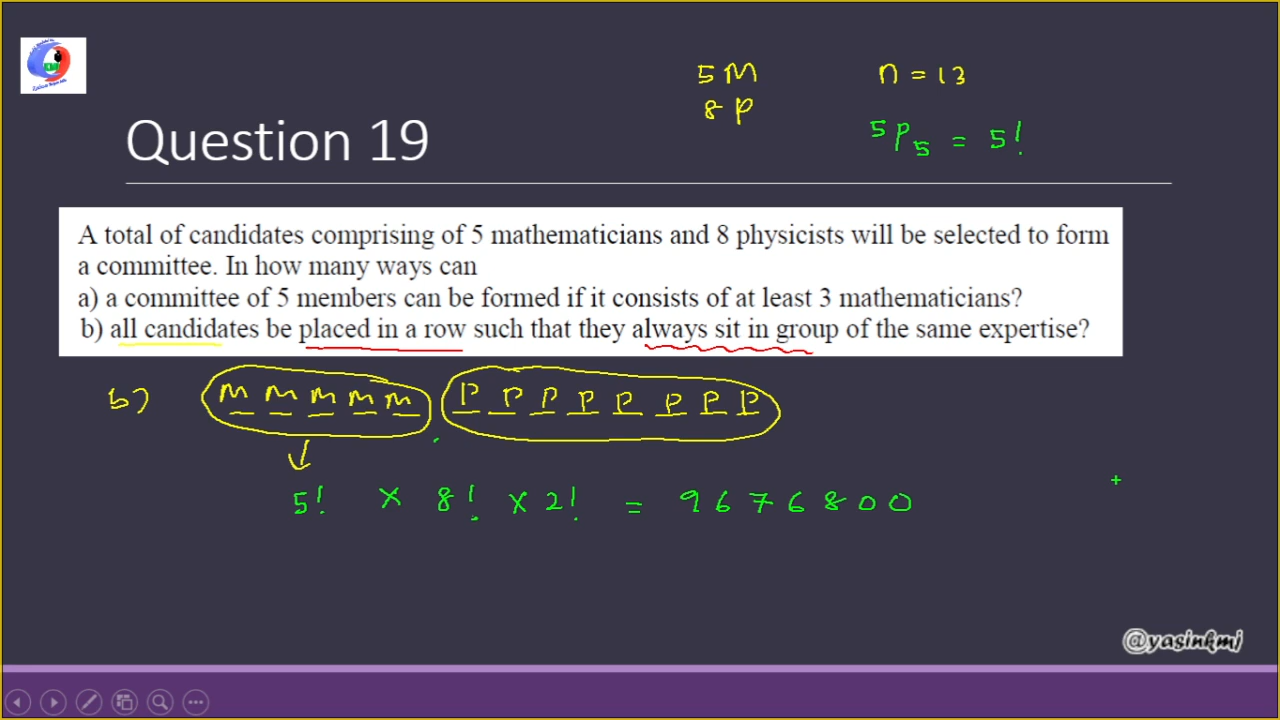 5 M n = 13
8 P
5P5 = 5!
Question 19
A total of candidates comprising of 5 mathematicians and 8 physicists will be selected to form
a committee. In how many ways can
a) a committee of 5 members can be formed if it consists of at least 3 mathematicians?
b) all candidates be placed in a row such that they always sit in group of the same expertise?
b) M M M M M P P P P P P P P
5! × 8! × 2! = 9676800
@yasinkmj